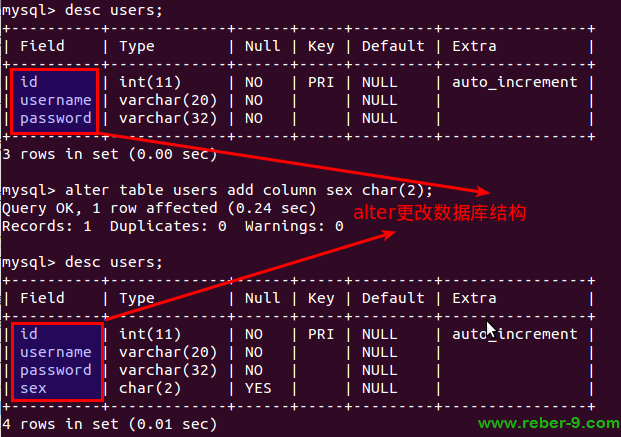 mysql> desc users;
+----------+-------------+------+-----+---------+----------------+
| Field    | Type        | Null | Key | Default | Extra          |
+----------+-------------+------+-----+---------+----------------+
| id       | int(11)     | NO   | PRI | NULL    | auto_increment |
| username | varchar(20) | NO   |     | NULL    |                |
| password | varchar(32) | NO   |     | NULL    |                |
+----------+-------------+------+-----+---------+----------------+
3 rows in set (0.00 sec)
mysql> alter table users add column sex char(2);
Query OK, 1 row affected (0.24 sec)
alter更改数据库结构
Records: 1  Duplicates: 0  Warnings: 0
mysql> desc users;
+----------+-------------+------+-----+---------+----------------+
| Field    | Type        | Null | Key | Default | Extra          |
+----------+-------------+------+-----+---------+----------------+
| id       | int(11)     | NO   | PRI | NULL    | auto_increment |
| username | varchar(20) | NO   |     | NULL    |                |
| password | varchar(32) | NO   |     | NULL    |                |
| sex      | char(2)     | YES  |     | NULL    |                |
+----------+-------------+------+-----+---------+----------------+
4 rows in set (0.01 sec)
www.reber-9.com